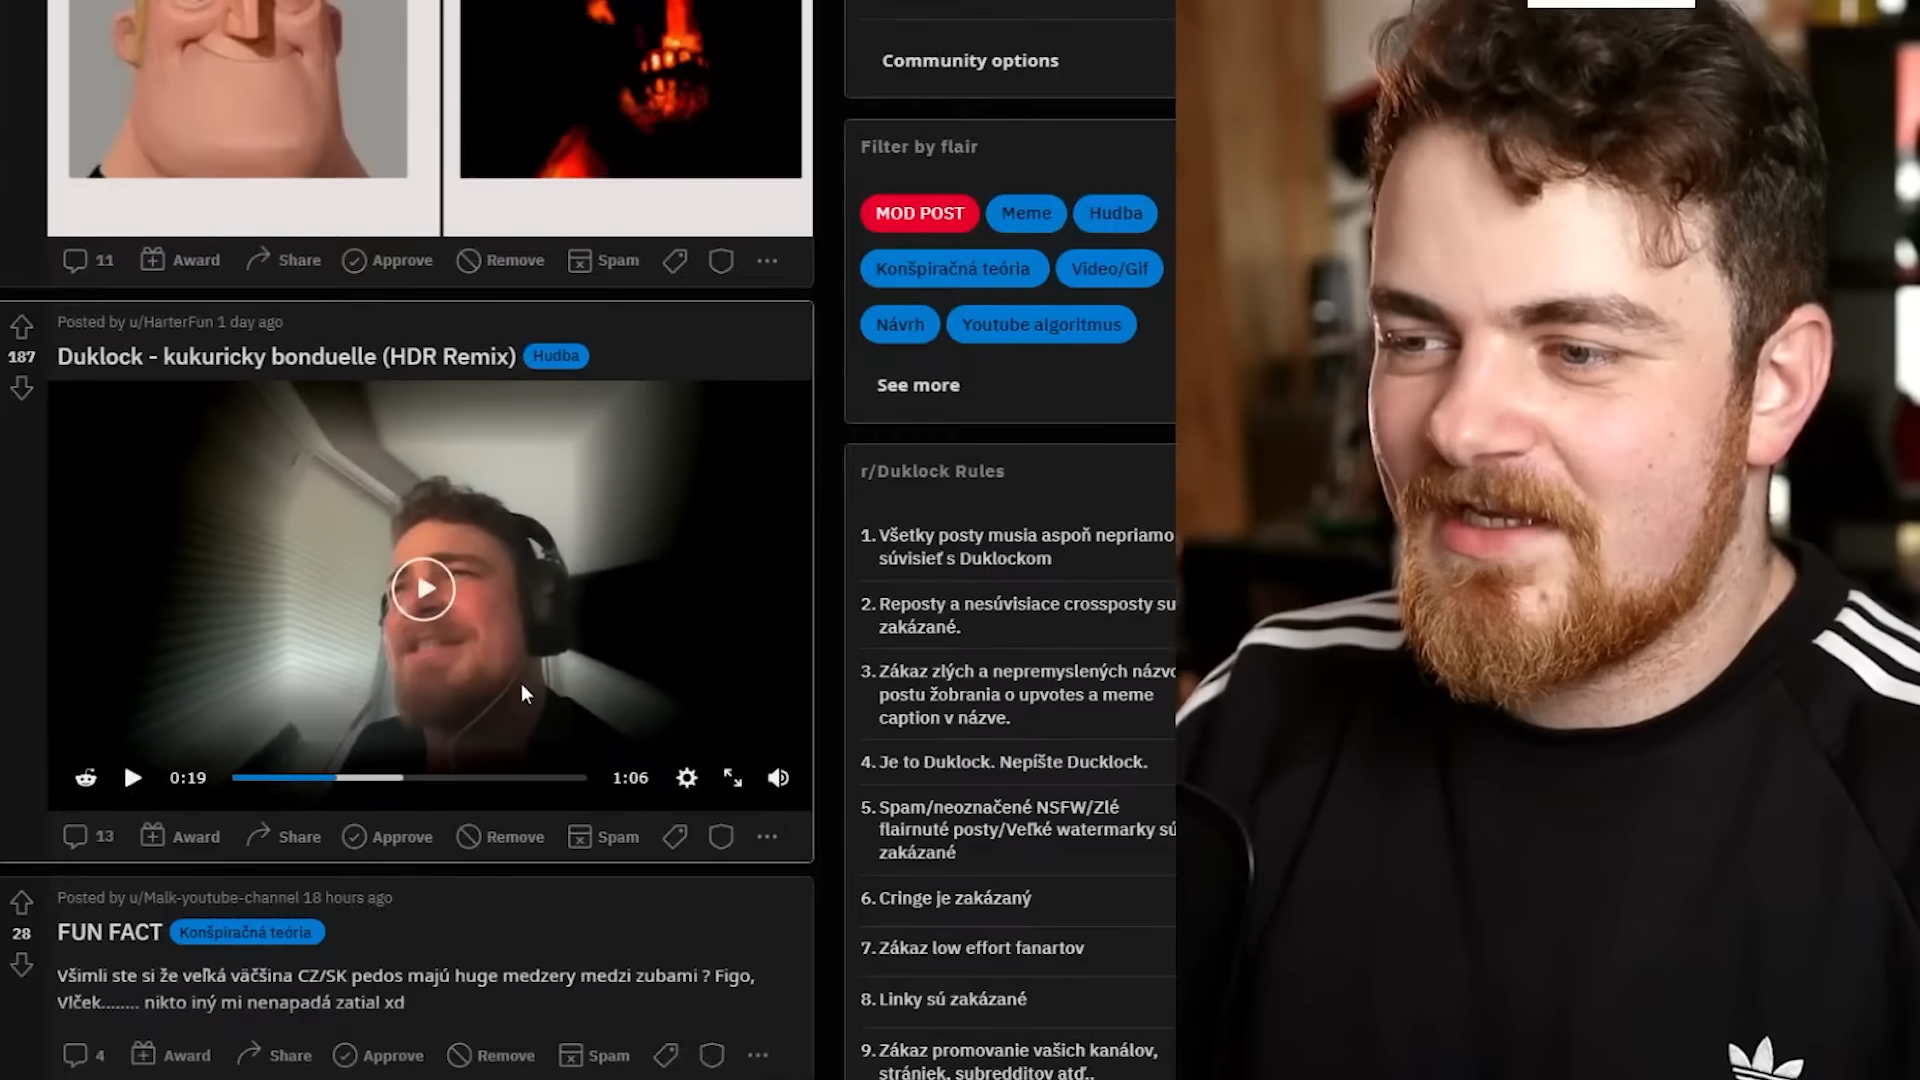 11 Award Share Approve Remove Spam
Posted by u/HarterFun 1 day ago
187
Duklock - kukuricky bonduelle (HDR Remix) Hudba
0:19 1:06
13 Award Share Approve Remove Spam
Posted by u/Malk-youtube-channel 18 hours ago
28
FUN FACT Konšpiračná teória
Všimli ste si že veľká väčšina CZ/SK pedos majú huge medzery medzi zubami ? Figo,
Vlček........ nikto iný mi nenapadá zatial xd
4 Award Share Approve Remove Spam
Community options
Filter by flair
MOD POST Meme Hudba
Konšpiračná teória Video/Gif
Návrh Youtube algoritmus
See more
r/Duklock Rules
1. Všetky posty musia aspoň nepriamo
súvisieť s Duklockom
2. Reposty a nesúvisiace crossposty su
zakázané.
3. Zákaz zlých a nepremyslených názvo
postu žobrania o upvotes a meme
caption v názve.
4. Je to Duklock. Nepíšte Ducklock.
5. Spam/neoznačené NSFW/Zlé
flairnuté posty/Veľké watermarky sú
zakázané
6. Cringe je zakázaný
7. Zákaz low effort fanartov
8. Linky sú zakázané
9. Zákaz promovanie vašich kanálov,
strániek, subredditov atď..